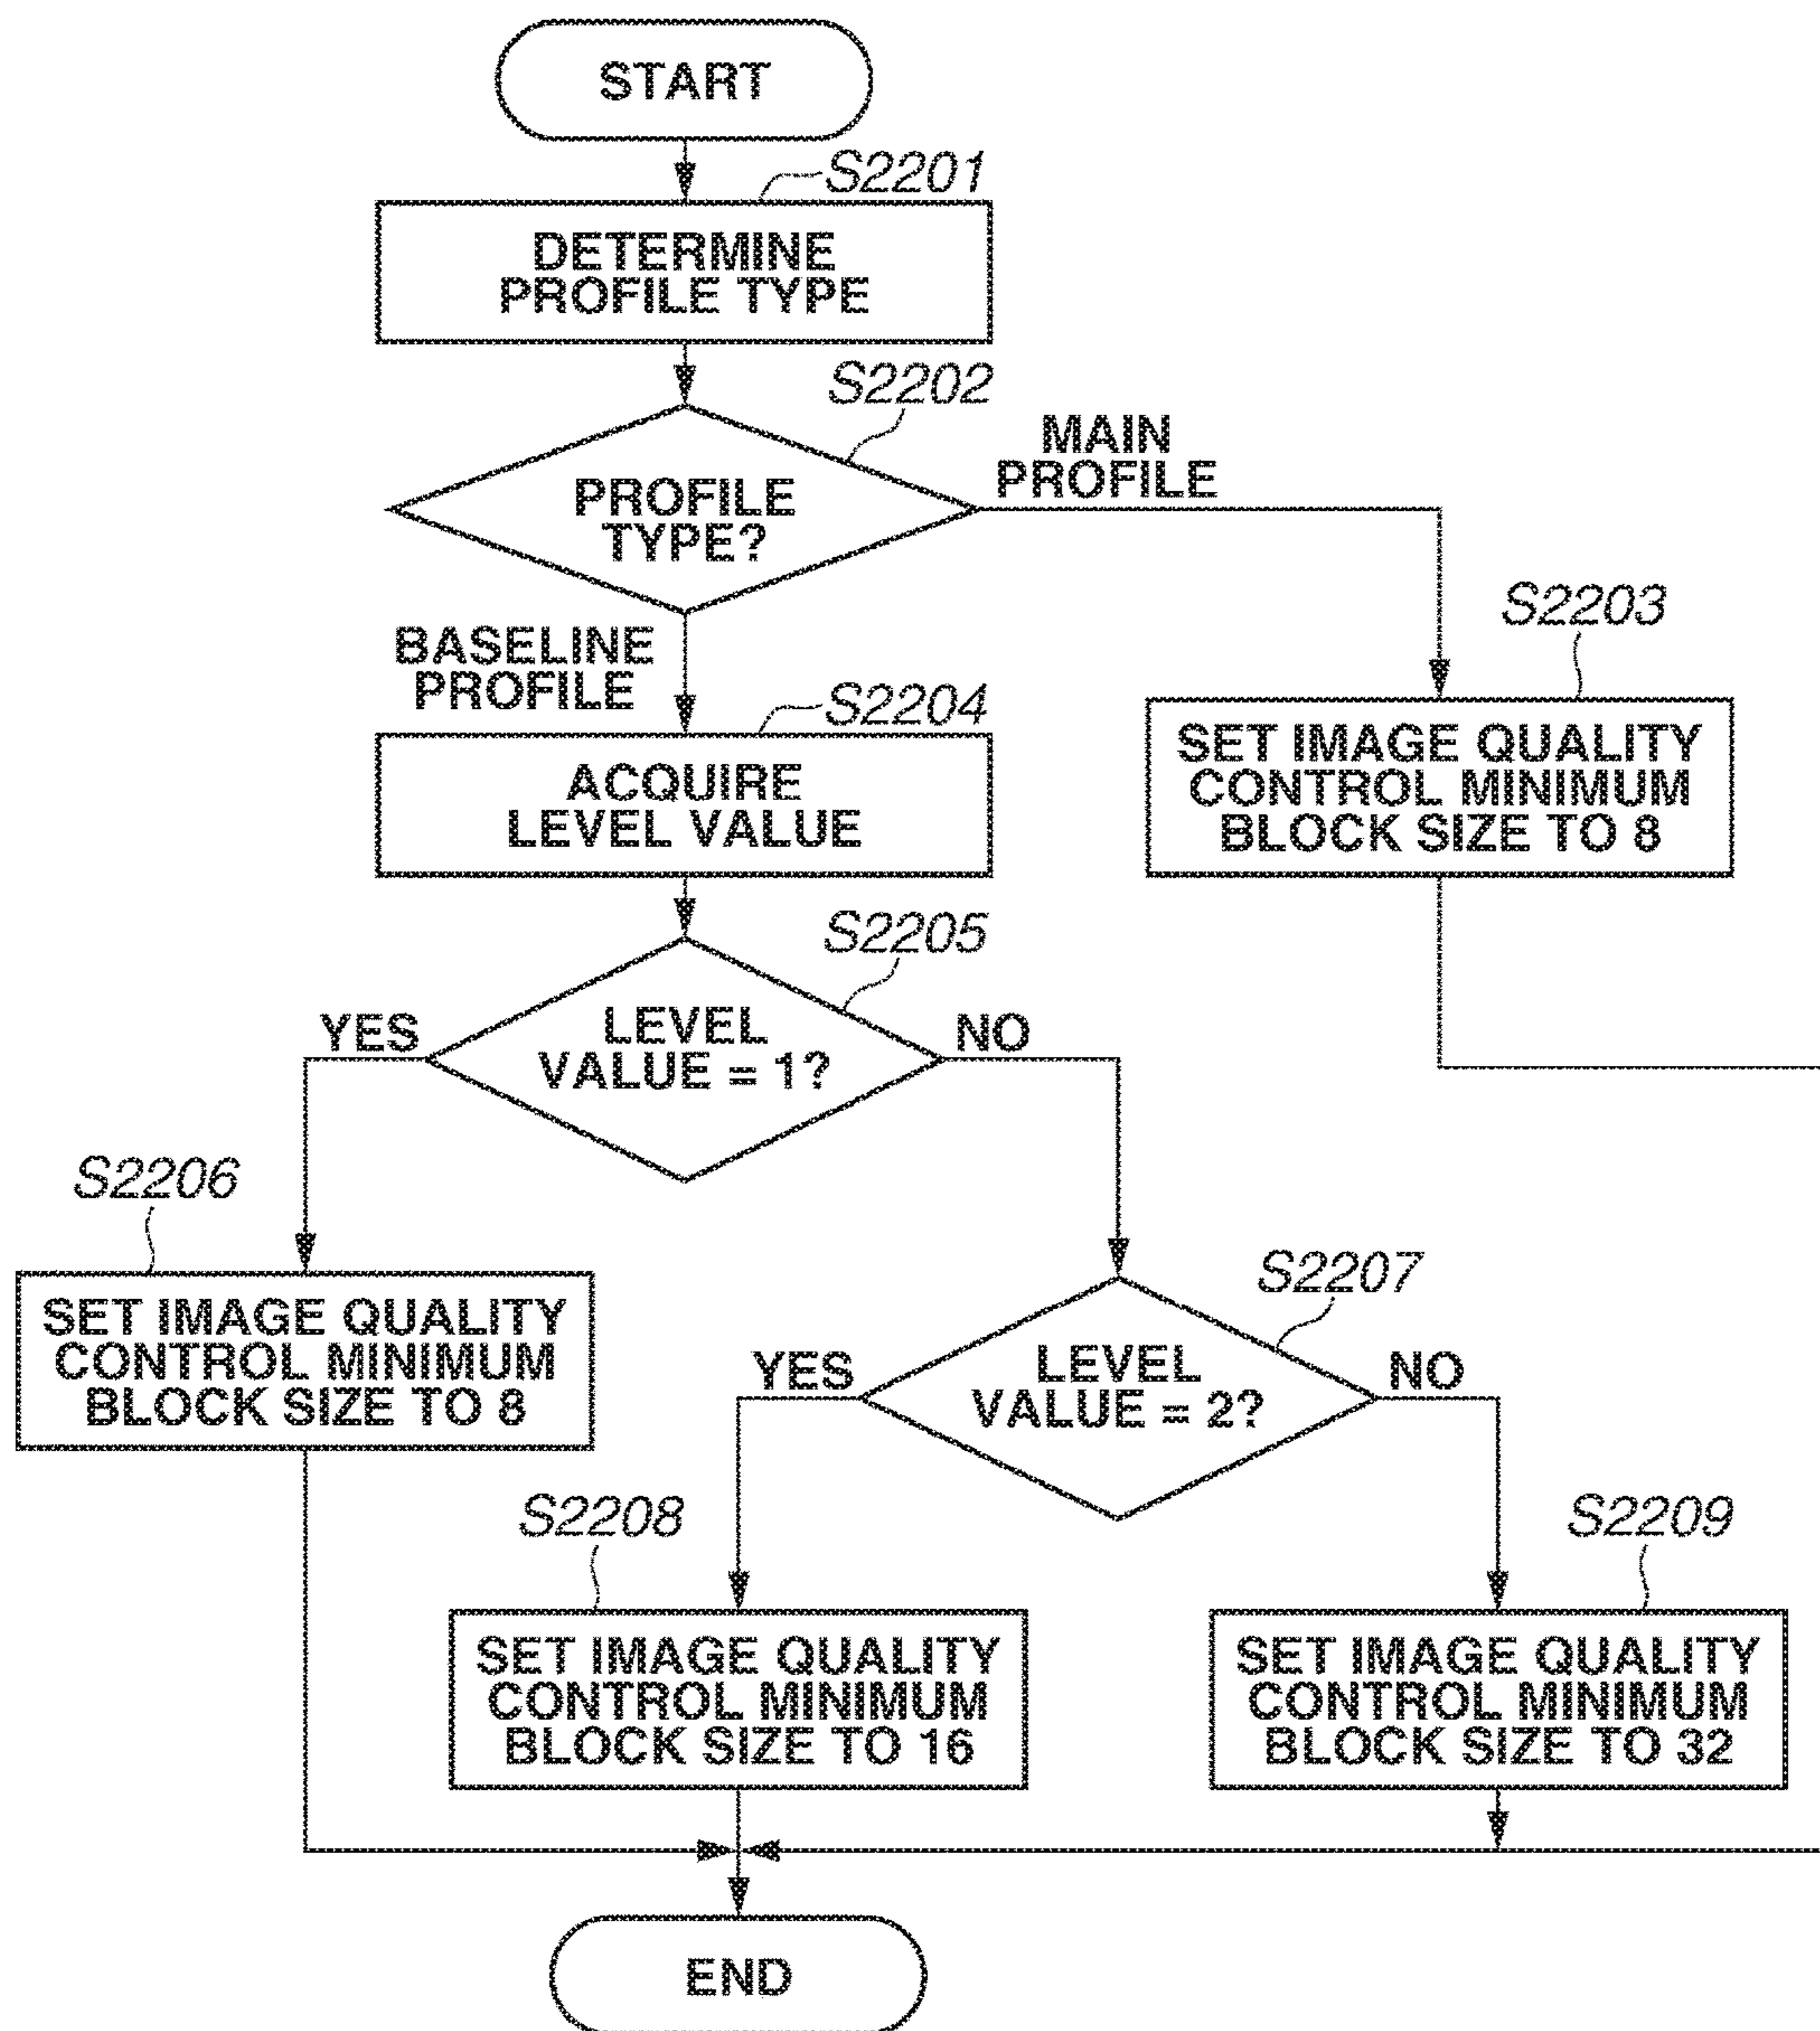 START
S2201
DETERMINE
PROFILE TYPE
S2202
MAIN
PROFILE
PROFILE
TYPE?
S2203
BASELINE
PROFILE
S2204
SET IMAGE QUALITY
CONTROL MINIMUM
BLOCK SIZE TO 8
ACQUIRE
LEVEL VALUE
S2205
YES
LEVEL
VALUE = 1?
NO
S2206
S2207
SET IMAGE QUALITY
CONTROL MINIMUM
BLOCK SIZE TO 8
YES
LEVEL
VALUE = 2?
NO
S2208
S2209
SET IMAGE QUALITY
CONTROL MINIMUM
BLOCK SIZE TO 16
SET IMAGE QUALITY
CONTROL MINIMUM
BLOCK SIZE TO 32
END